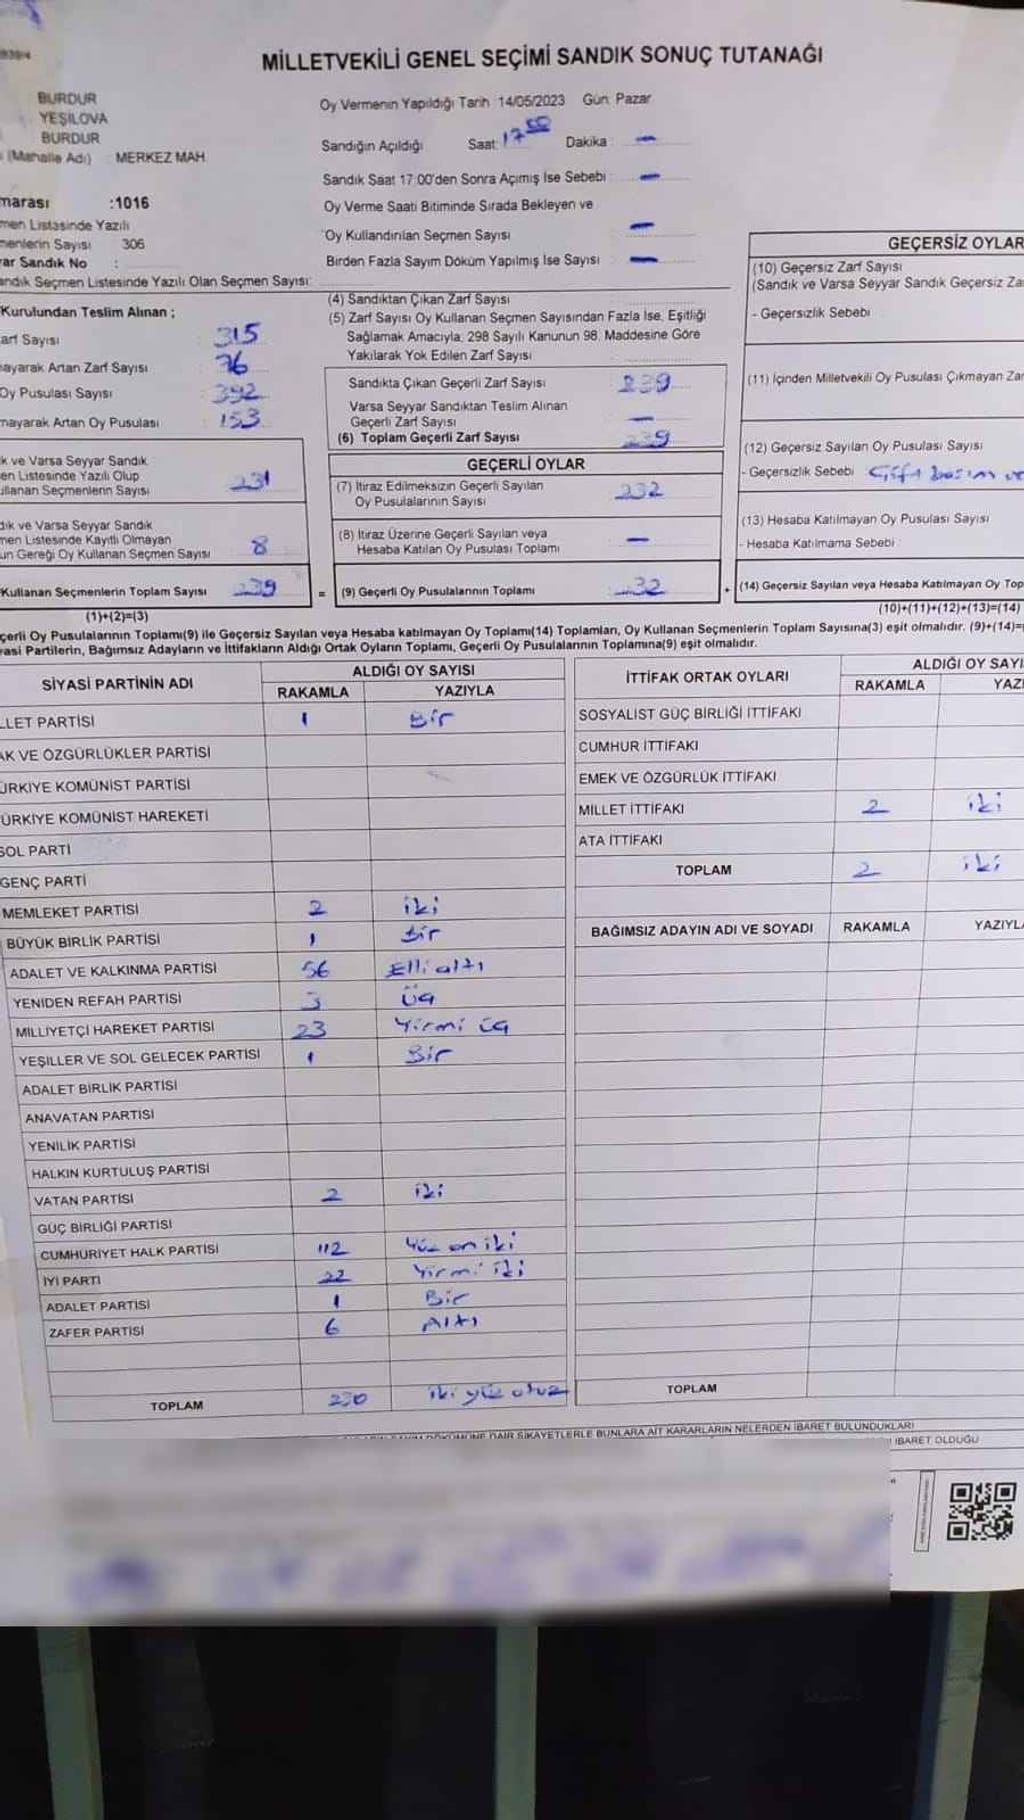 MİLLETVEKİLİ GENEL SEÇİMİ SANDIK SONUÇ TUTANAĞI
BURDUR
YEŞİLOVA
BURDUR
(Mahalle Adı) : MERKEZ MAH.
marası :1016
men Listesinde Yazılı
menlerin Sayısı 306
ar Sandık No :
andık Seçmen Listesinde Yazılı Olan Seçmen Sayısı:
Oy Vermenin Yapıldığı Tarih :14/05/2023 Gün: Pazar
Sandığın Açıldığı Saat: 17 00 Dakika : —
Sandık Saat 17:00'den Sonra Açılmış İse Sebebi : —
Oy Verme Saati Bitiminde Sırada Bekleyen ve
Oy Kullandırılan Seçmen Sayısı —
Birden Fazla Sayım Döküm Yapılmış İse Sayısı : —
Kurulundan Teslim Alınan ;
arf Sayısı : 315
ayarak Artan Zarf Sayısı : 76
Oy Pusulası Sayısı : 392
mayarak Artan Oy Pusulası : 153
k ve Varsa Seyyar Sandık
en Listesinde Yazılı Olup
ullanan Seçmenlerin Sayısı 231
dık ve Varsa Seyyar Sandık
men Listesinde Kayıtlı Olmayan
un Gereği Oy Kullanan Seçmen Sayısı 8
Kullanan Seçmenlerin Toplam Sayısı 239
(1)+(2)=(3)
(4) Sandıktan Çıkan Zarf Sayısı
(5) Zarf Sayısı Oy Kullanan Seçmen Sayısından Fazla İse, Eşitliği
Sağlamak Amacıyla, 298 Sayılı Kanunun 98. Maddesine Göre
Yakılarak Yok Edilen Zarf Sayısı
Sandıkta Çıkan Geçerli Zarf Sayısı 239
Varsa Seyyar Sandıktan Teslim Alınan
Geçerli Zarf Sayısı —
(6) Toplam Geçerli Zarf Sayısı 239
GEÇERLİ OYLAR
(7) İtiraz Edilmeksizin Geçerli Sayılan
Oy Pusulalarının Sayısı 232
(8) İtiraz Üzerine Geçerli Sayılan veya
Hesaba Katılan Oy Pusulası Toplamı —
= (9) Geçerli Oy Pusulalarının Toplamı 232 +
GEÇERSİZ OYLAR
(10) Geçersiz Zarf Sayısı
(Sandık ve Varsa Seyyar Sandık Geçersiz Za
- Geçersizlik Sebebi
(11) İçinden Milletvekili Oy Pusulası Çıkmayan Zar
(12) Geçersiz Sayılan Oy Pusulası Sayısı
- Geçersizlik Sebebi Çift basım ve
(13) Hesaba Katılmayan Oy Pusulası Sayısı
- Hesaba Katılmama Sebebi :
(14) Geçersiz Sayılan veya Hesaba Katılmayan Oy Top
(10)+(11)+(12)+(13)=(14)
çerli Oy Pusulalarının Toplamı(9) ile Geçersiz Sayılan veya Hesaba katılmayan Oy Toplamı(14) Toplamları, Oy Kullanan Seçmenlerin Toplam Sayısına(3) eşit olmalıdır. (9)+(14)=
yasi Partilerin, Bağımsız Adayların ve İttifakların Aldığı Ortak Oyların Toplamı, Geçerli Oy Pusulalarının Toplamına(9) eşit olmalıdır.
SİYASİ PARTİNİN ADI ALDIĞI OY SAYISI
RAKAMLA YAZIYLA
LLET PARTİSİ 1 Bir
AK VE ÖZGÜRLÜKLER PARTİSİ
ÜRKİYE KOMÜNİST PARTİSİ
ÜRKİYE KOMÜNİST HAREKETİ
SOL PARTİ
GENÇ PARTİ
MEMLEKET PARTİSİ 2 iki
BÜYÜK BİRLİK PARTİSİ 1 Bir
ADALET VE KALKINMA PARTİSİ 56 Elli altı
YENİDEN REFAH PARTİSİ 3 Üç
MİLLİYETÇİ HAREKET PARTİSİ 23 Yirmi üç
YEŞİLLER VE SOL GELECEK PARTİSİ 1 Bir
ADALET BİRLİK PARTİSİ
ANAVATAN PARTİSİ
YENİLİK PARTİSİ
HALKIN KURTULUŞ PARTİSİ
VATAN PARTİSİ 2 iki
GÜÇ BİRLİĞİ PARTİSİ
CUMHURİYET HALK PARTİSİ 112 Yüz on iki
İYİ PARTİ 22 Yirmi iki
ADALET PARTİSİ 1 Bir
ZAFER PARTİSİ 6 Altı
TOPLAM 230 iki yüz otuz
İTTİFAK ORTAK OYLARI ALDIĞI OY SAYI
RAKAMLA YAZI
SOSYALİST GÜÇ BİRLİĞİ İTTİFAKI
CUMHUR İTTİFAKI
EMEK VE ÖZGÜRLÜK İTTİFAKI
MİLLET İTTİFAKI 2 iki
ATA İTTİFAKI
TOPLAM 2 iki
BAĞIMSIZ ADAYIN ADI VE SOYADI RAKAMLA YAZIYLA
TOPLAM
DÖKÜMÜNE DAİR ŞİKAYETLERLE BUNLARA AİT KARARLARIN NELERDEN İBARET BULUNDUKLARI
İBARET OLDUĞU